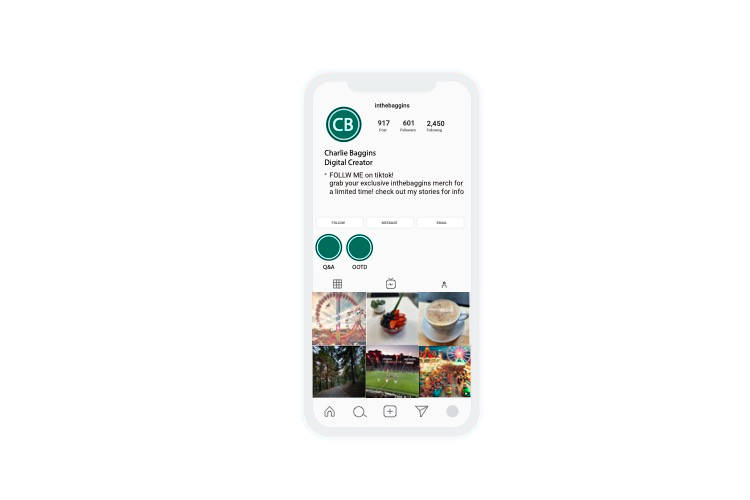 inthebaggins
CB
917 601 2,450
Post Followers Following
Charlie Baggins
Digital Creator
* FOLLW ME on tiktok!
grab your exclusive inthebaggins merch for
a limited time! check out my stories for info
FOLLOW MESSAGE EMAIL
Q&A OOTD